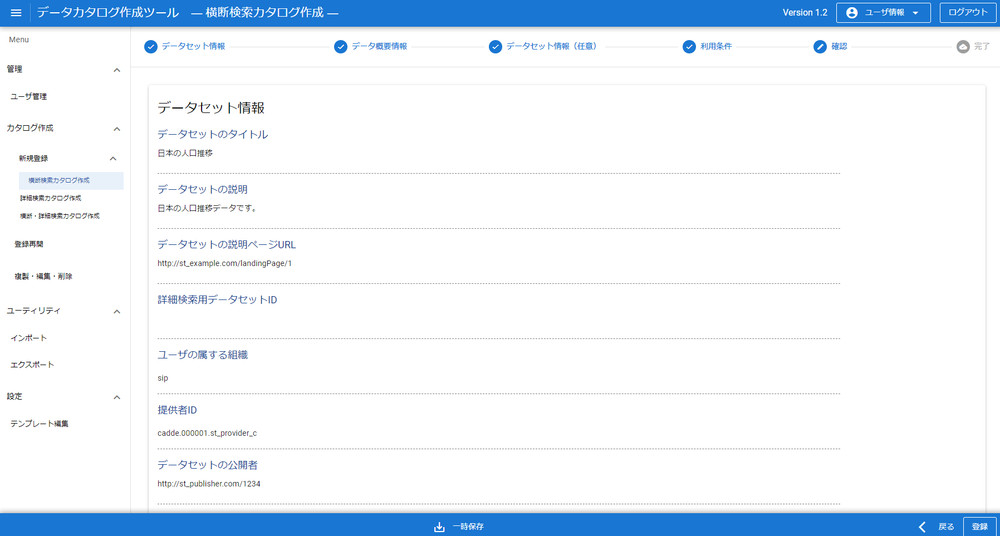 データカタログ作成ツール ― 横断検索カタログ作成 ―
Version 1.2
ユーザ情報
ログアウト
Menu
管理
ユーザ管理
カタログ作成
新規登録
横断検索カタログ作成
詳細検索カタログ作成
横断・詳細検索カタログ作成
登録再開
複製・編集・削除
ユーティリティ
インポート
エクスポート
設定
テンプレート編集
データセット情報
データ概要情報
データセット情報（任意）
利用条件
確認
完了
データセット情報
データセットのタイトル
日本の人口推移
データセットの説明
日本の人口推移データです。
データセットの説明ページURL
http://st_example.com/landingPage/1
詳細検索用データセットID
ユーザの属する組織
sip
提供者ID
cadde.000001.st_provider_c
データセットの公開者
http://st_publisher.com/1234
一時保存
戻る
登録